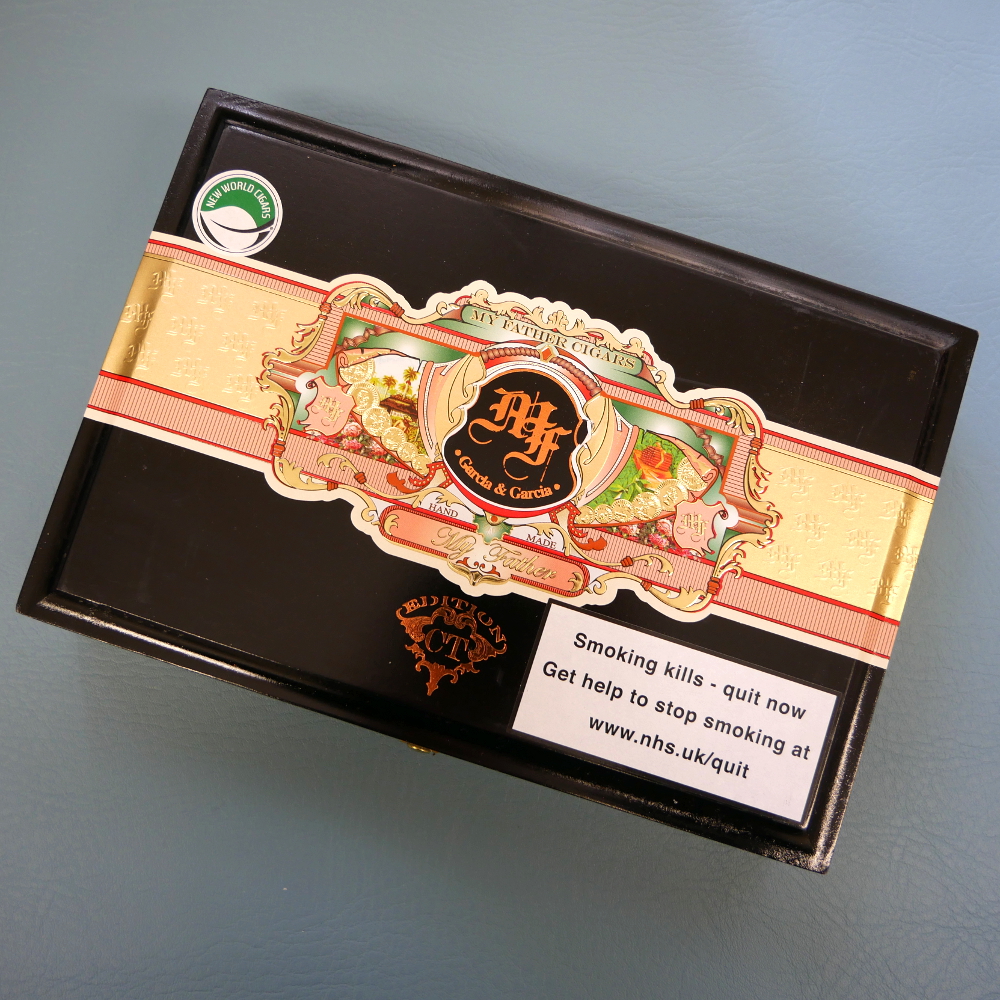 NEW WORLD CIGARS
MY FATHER CIGARS
MF
Garcia & Garcia
HAND MADE
My Father
EDITION
CT
Smoking kills - quit now
Get help to stop smoking at
www.nhs.uk/quit